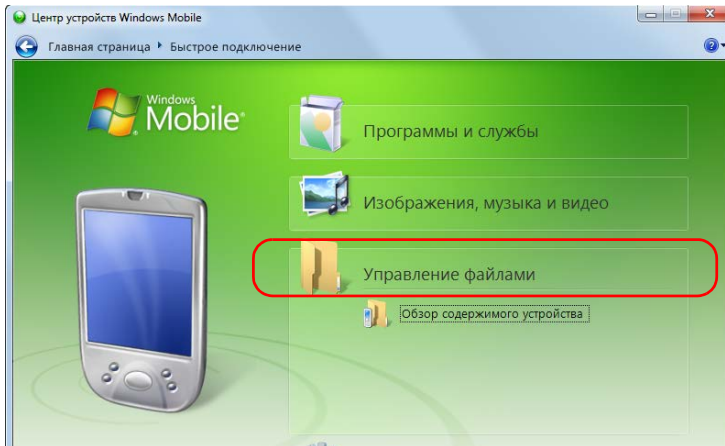 Центр устройств Windows Mobile
Главная страница Быстрое подключение
Windows
Mobile
Программы и службы
Изображения, музыка и видео
Управление файлами
Обзор содержимого устройства